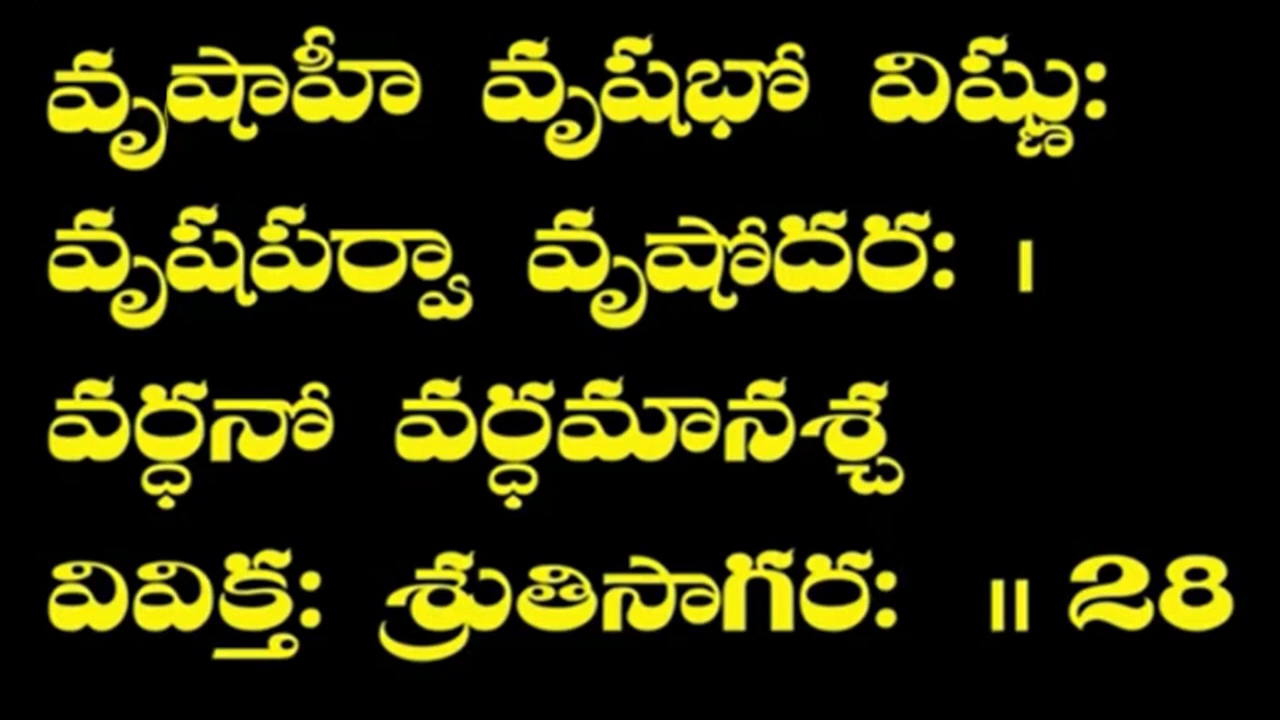 వృషాహీ వృషభో విష్ణు:
వృషపర్వా వృషోదర: ।
వర్ధనో వర్ధమానశ్చ
వివిక్త: శ్రుతిసాగర: ॥ 28